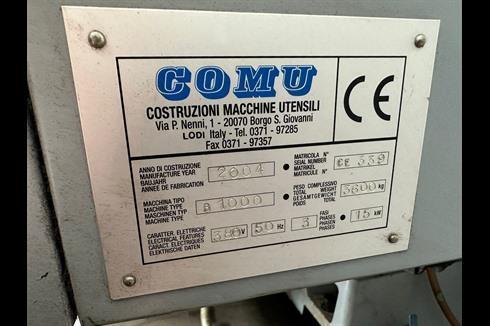 COMU
COSTRUZIONI MACCHINE UTENSILI
Via P. Nenni, 1 - 20070 Borgo S. Giovanni
LODI Italy - Tel. 0371 - 97285
Fax 0371 - 97357
CE
ANNO DI COSTRUZIONE
MANUFACTURE YEAR
BAUJAHR
ANNEE DE FABRICATION
2004
MATRICOLA N°
SEIAL NUMBER
MATRIKEL
MATRICULE N°
CE 339
MACCHINA TIPO
MACHINE TYPE
MASCHINEN TYP
MACHINE TYPE
A 1000
PESO COMPLESSIVO
TOTAL WEIGHT
GESAMTGEWICHT
POIDS
3600 kg
CARATTER. ELETTRICHE
ELECTRICAL FEATURES
CARACT. ELECTRIQUES
ELEKTRISCHE DATEN
380 V 50 Hz 3
FASI
PHASES
PHASEN
PHASES
15 kW